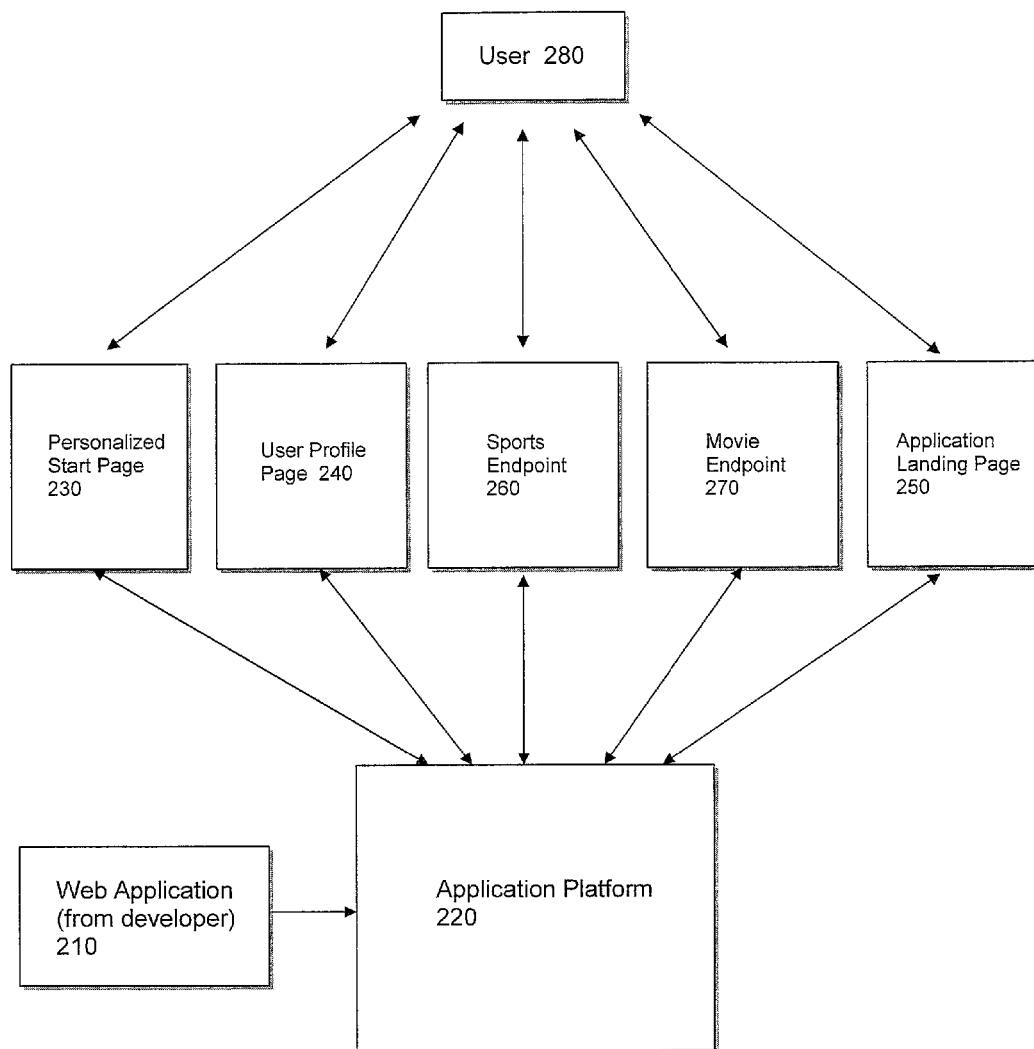 User 280
Personalized
Start Page
230
User Profile
Page 240
Sports
Endpoint
260
Movie
Endpoint
270
Application
Landing Page
250
Web Application
(from developer)
210
Application Platform
220